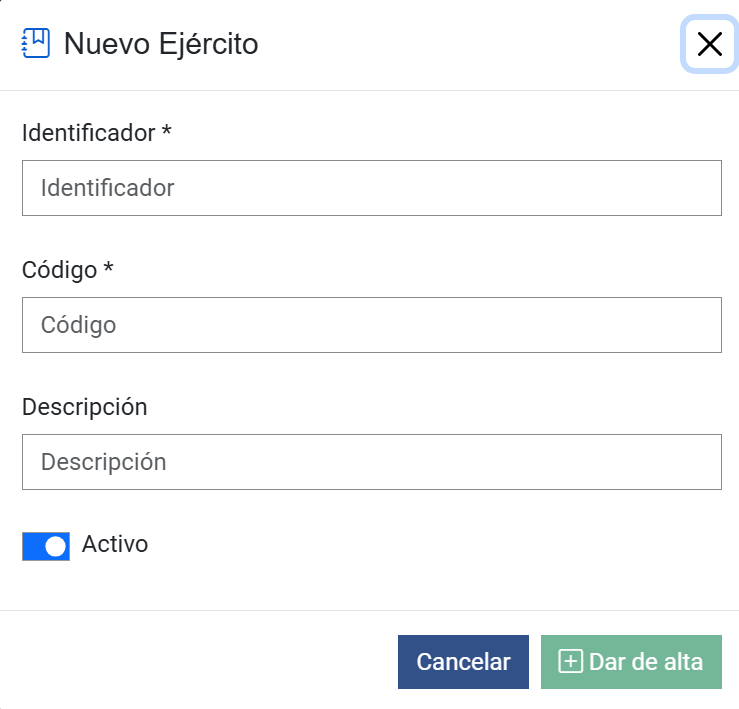 Nuevo Ejército
Identificador *
Identificador
Código *
Código
Descripción
Descripción
Activo
Cancelar
Dar de alta